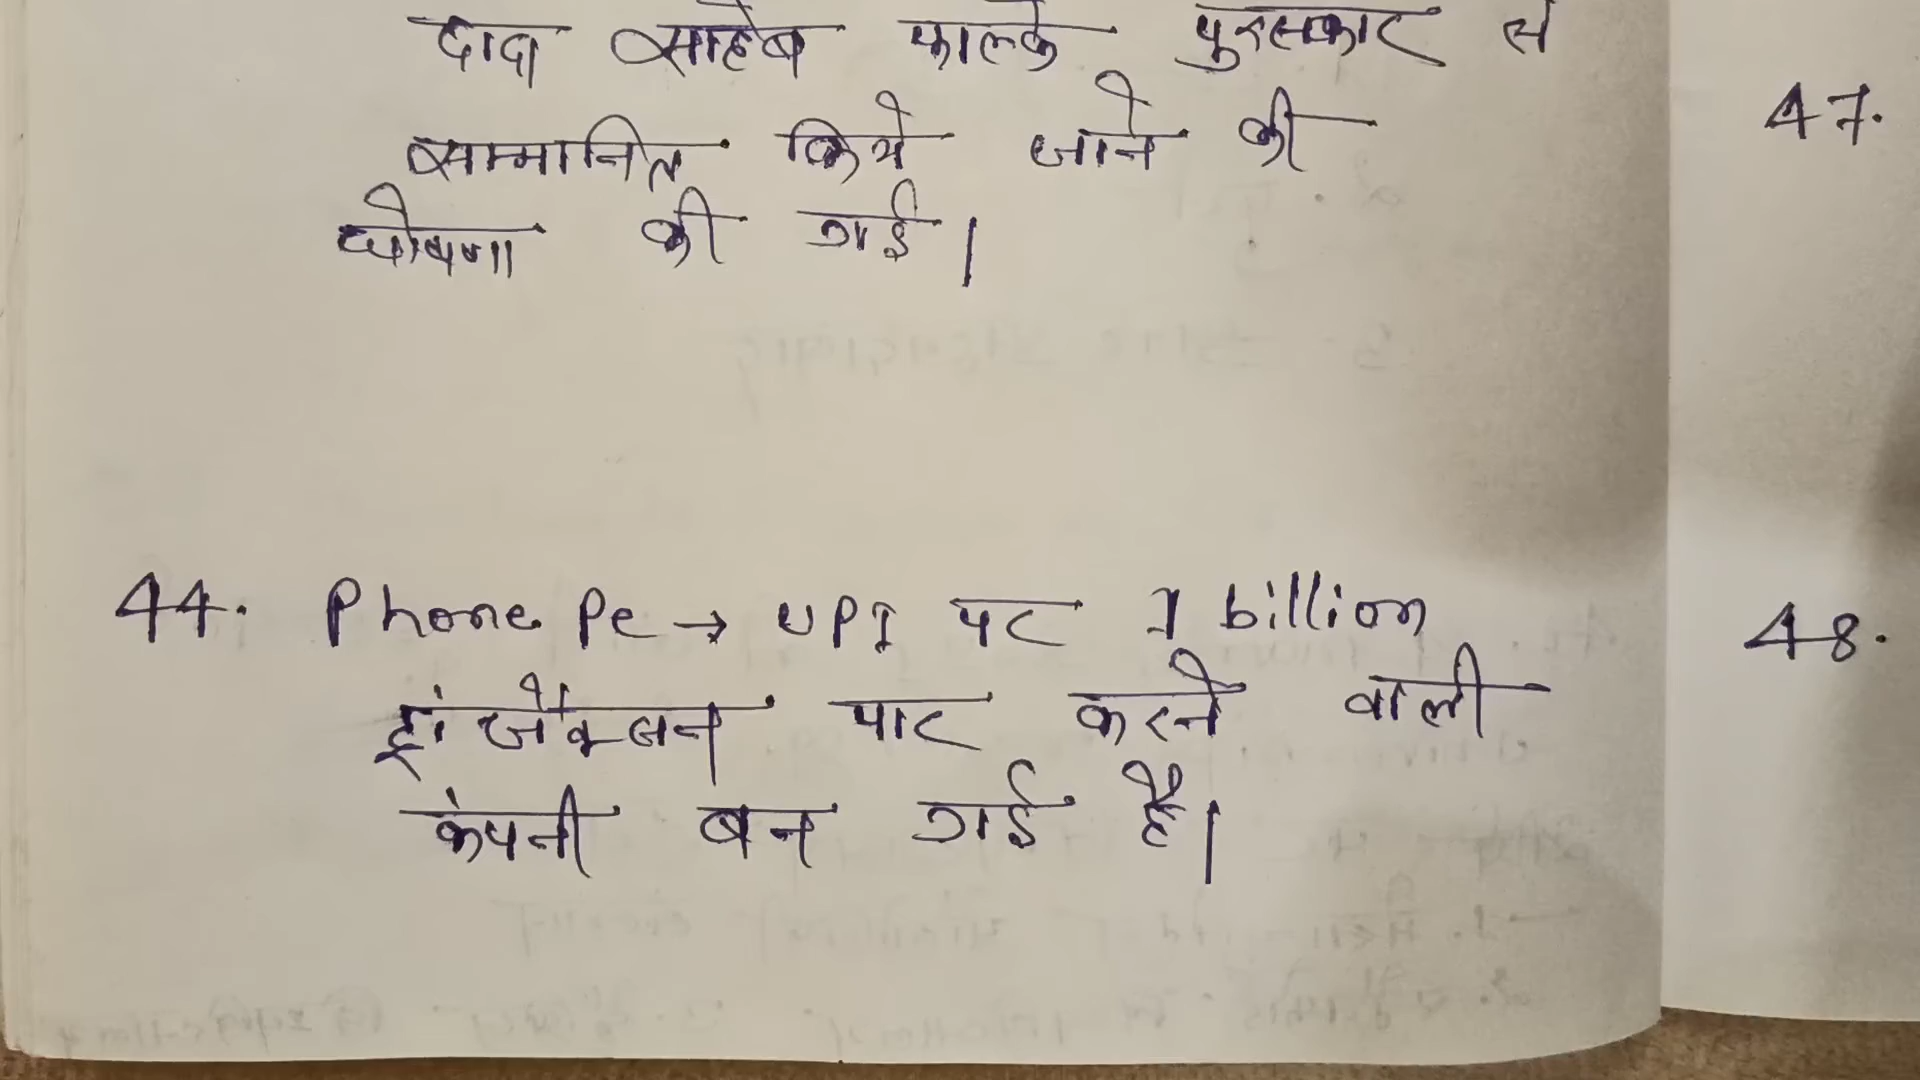 दादा साहेब फाल्के पुरस्कार से
सम्मानित किये जाने की
घोषणा की गई।
44. Phone Pe → UPI पर 1 billion
ट्रांजैक्शन पार करने वाली
कंपनी बन गई है।
47.
48.